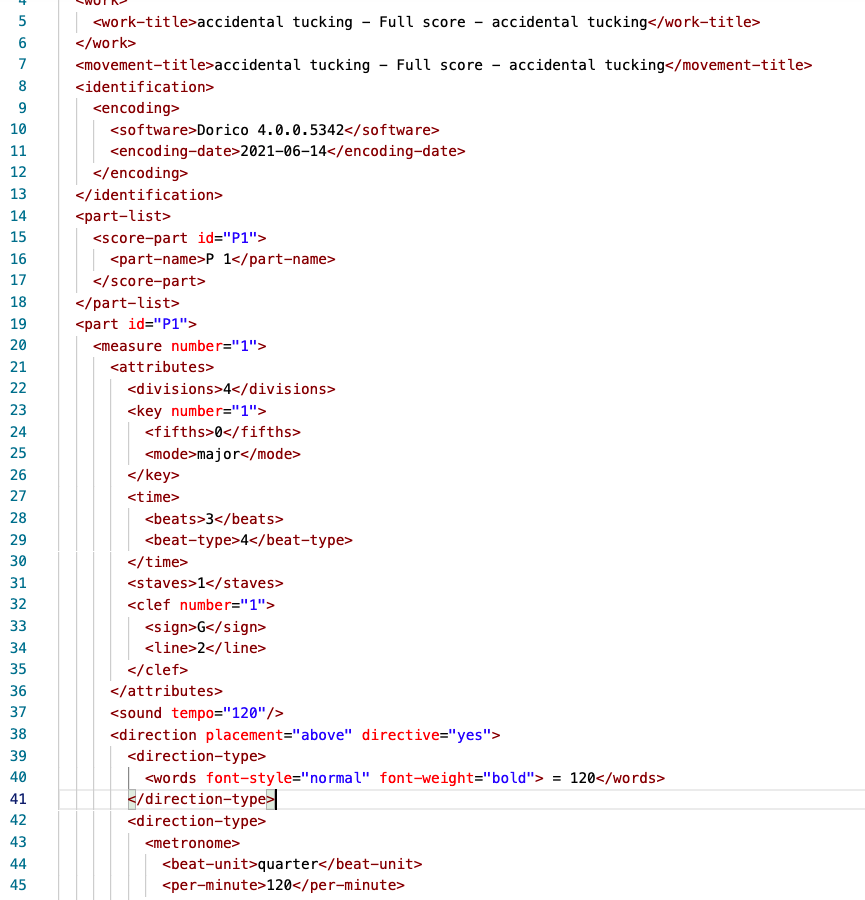 4 <work>
5 <work-title>accidental tucking - Full score - accidental tucking</work-title>
6 </work>
7 <movement-title>accidental tucking - Full score - accidental tucking</movement-title>
8 <identification>
9 <encoding>
10 <software>Dorico 4.0.0.5342</software>
11 <encoding-date>2021-06-14</encoding-date>
12 </encoding>
13 </identification>
14 <part-list>
15 <score-part id="P1">
16 <part-name>P 1</part-name>
17 </score-part>
18 </part-list>
19 <part id="P1">
20 <measure number="1">
21 <attributes>
22 <divisions>4</divisions>
23 <key number="1">
24 <fifths>0</fifths>
25 <mode>major</mode>
26 </key>
27 <time>
28 <beats>3</beats>
29 <beat-type>4</beat-type>
30 </time>
31 <staves>1</staves>
32 <clef number="1">
33 <sign>G</sign>
34 <line>2</line>
35 </clef>
36 </attributes>
37 <sound tempo="120"/>
38 <direction placement="above" directive="yes">
39 <direction-type>
40 <words font-style="normal" font-weight="bold"> = 120</words>
41 </direction-type>
42 <direction-type>
43 <metronome>
44 <beat-unit>quarter</beat-unit>
45 <per-minute>120</per-minute>